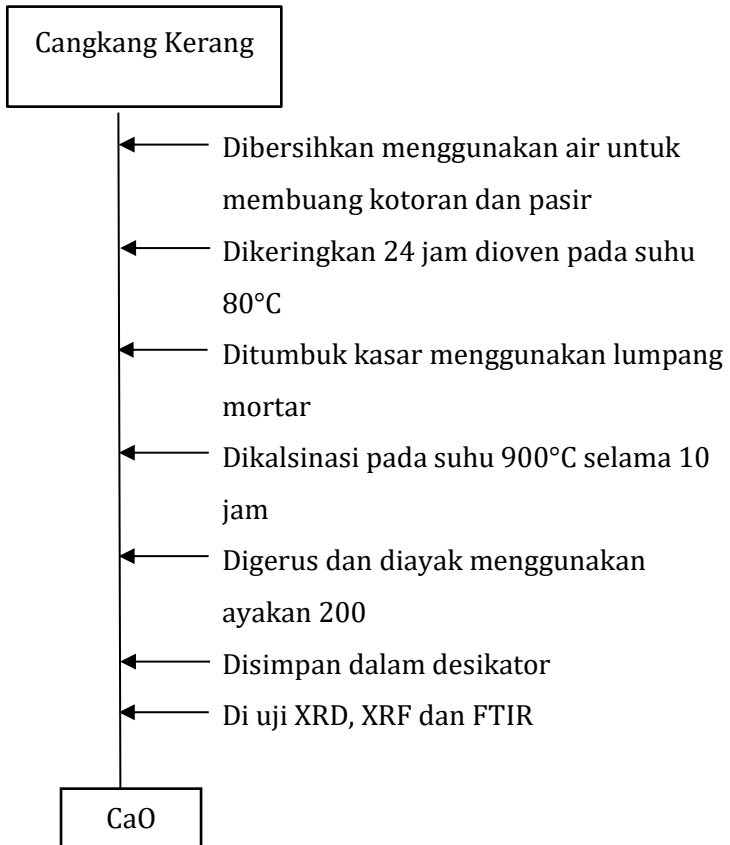 Cangkang Kerang
Dibersihkan menggunakan air untuk
membuang kotoran dan pasir
Dikeringkan 24 jam dioven pada suhu
80°C
Ditumbuk kasar menggunakan lumpang
mortar
Dikalsinasi pada suhu 900°C selama 10
jam
Digerus dan diayak menggunakan
ayakan 200
Disimpan dalam desikator
Di uji XRD, XRF dan FTIR
CaO